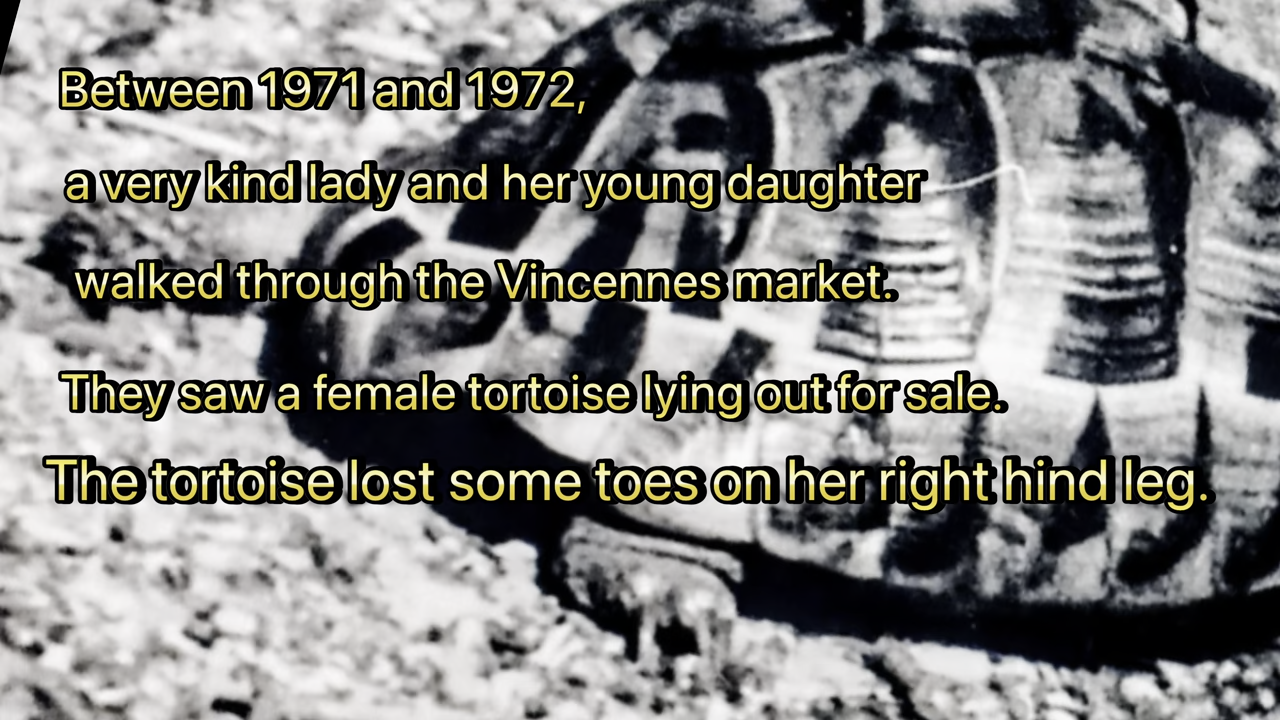 Between 1971 and 1972,
a very kind lady and her young daughter
walked through the Vincennes market.
They saw a female tortoise lying out for sale.
The tortoise lost some toes on her right hind leg.